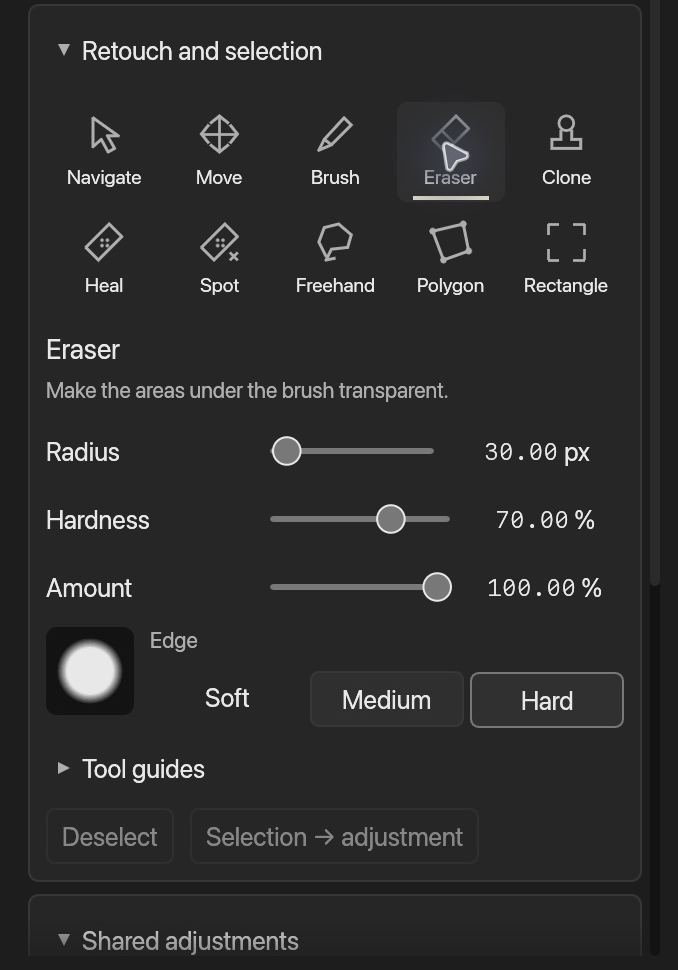 Retouch and selection
Navigate Move Brush Eraser Clone
Heal Spot Freehand Polygon Rectangle
Eraser
Make the areas under the brush transparent.
Radius 30.00 px
Hardness 70.00 %
Amount 100.00 %
Edge
Soft Medium Hard
Tool guides
Deselect Selection → adjustment
Shared adjustments